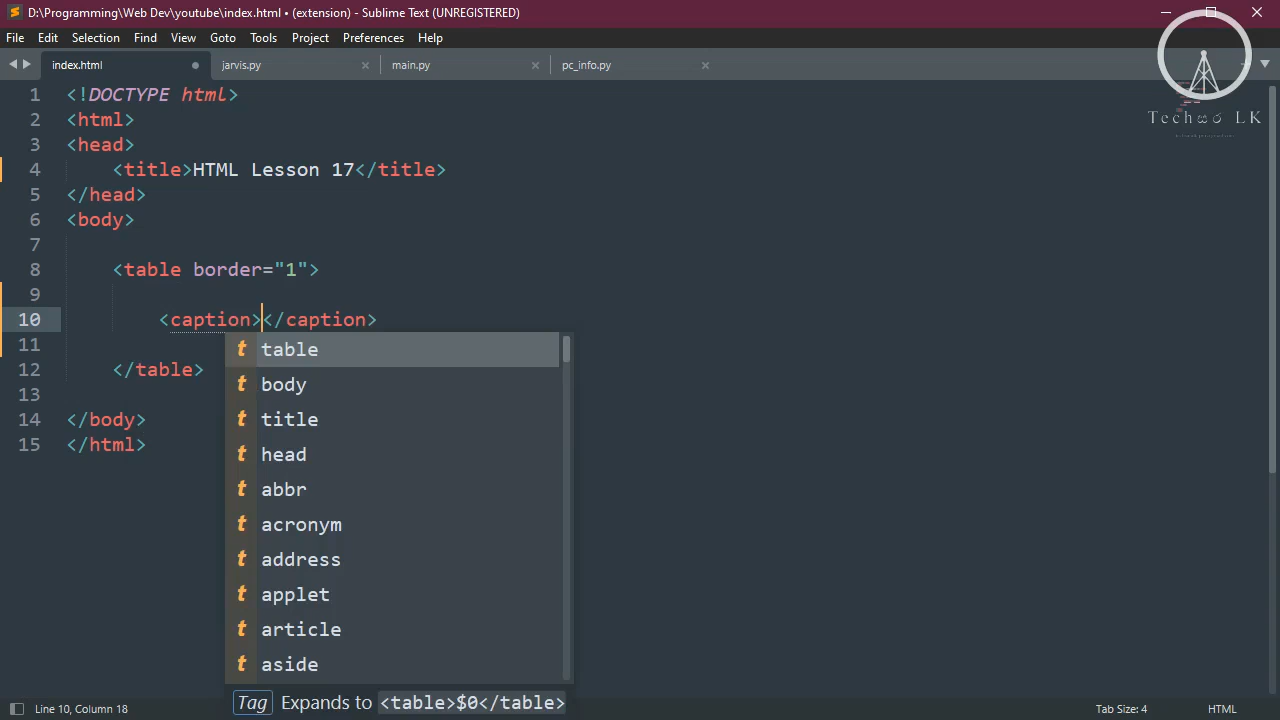 D:\Programming\Web Dev\youtube\index.html • (extension) - Sublime Text (UNREGISTERED)
File Edit Selection Find View Goto Tools Project Preferences Help
index.html jarvis.py main.py pc_info.py
Techහර LK
1 <!DOCTYPE html>
2 <html>
3 <head>
4 <title>HTML Lesson 17</title>
5 </head>
6 <body>
7
8 <table border="1">
9
10 <caption></caption>
11
12 </table>
13
14 </body>
15 </html>
t table
t body
t title
t head
t abbr
t acronym
t address
t applet
t article
t aside
Tag Expands to <table>$0</table>
Line 10, Column 18 Tab Size: 4 HTML